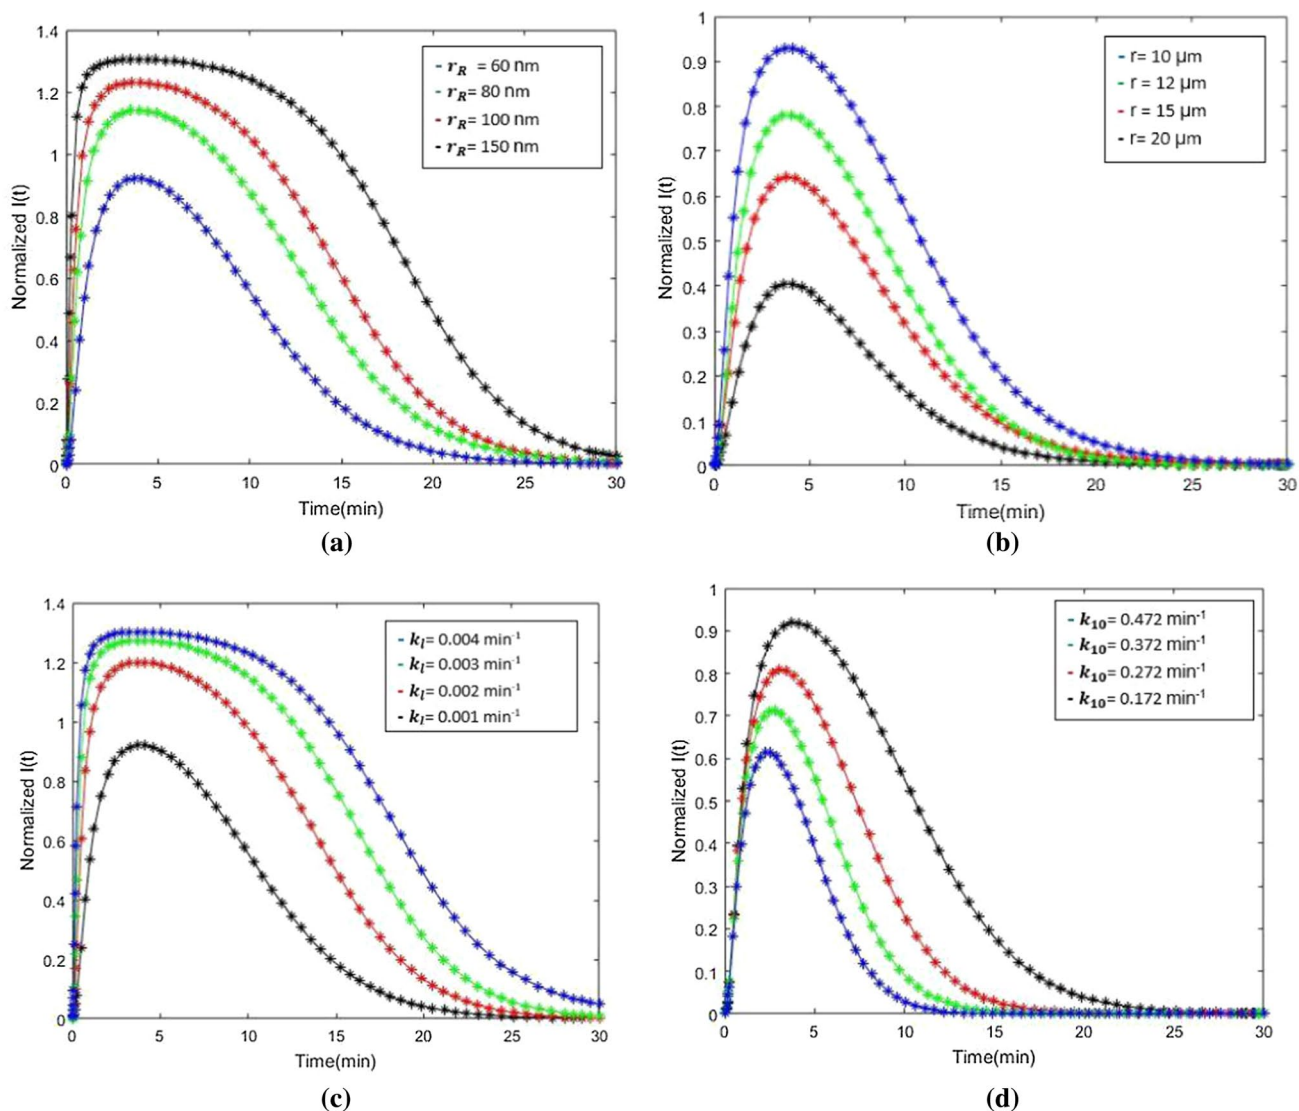 1.4
1.2
1
0.8
0.6
0.4
0.2
0
Normalized I(t)
0 5 10 15 20 25 30
Time(min)
r_R = 60 nm
r_R = 80 nm
r_R = 100 nm
r_R = 150 nm
(a)
1
0.9
0.8
0.7
0.6
0.5
0.4
0.3
0.2
0.1
0
Normalized I(t)
0 5 10 15 20 25 30
Time(min)
r= 10 μm
r= 12 μm
r= 15 μm
r= 20 μm
(b)
1.4
1.2
1
0.8
0.6
0.4
0.2
0
Normalized I(t)
0 5 10 15 20 25 30
Time(min)
k_l = 0.004 min⁻¹
k_l = 0.003 min⁻¹
k_l = 0.002 min⁻¹
k_l = 0.001 min⁻¹
(c)
1
0.9
0.8
0.7
0.6
0.5
0.4
0.3
0.2
0.1
0
Normalized I(t)
0 5 10 15 20 25 30
Time(min)
k₁₀ = 0.472 min⁻¹
k₁₀ = 0.372 min⁻¹
k₁₀ = 0.272 min⁻¹
k₁₀ = 0.172 min⁻¹
(d)